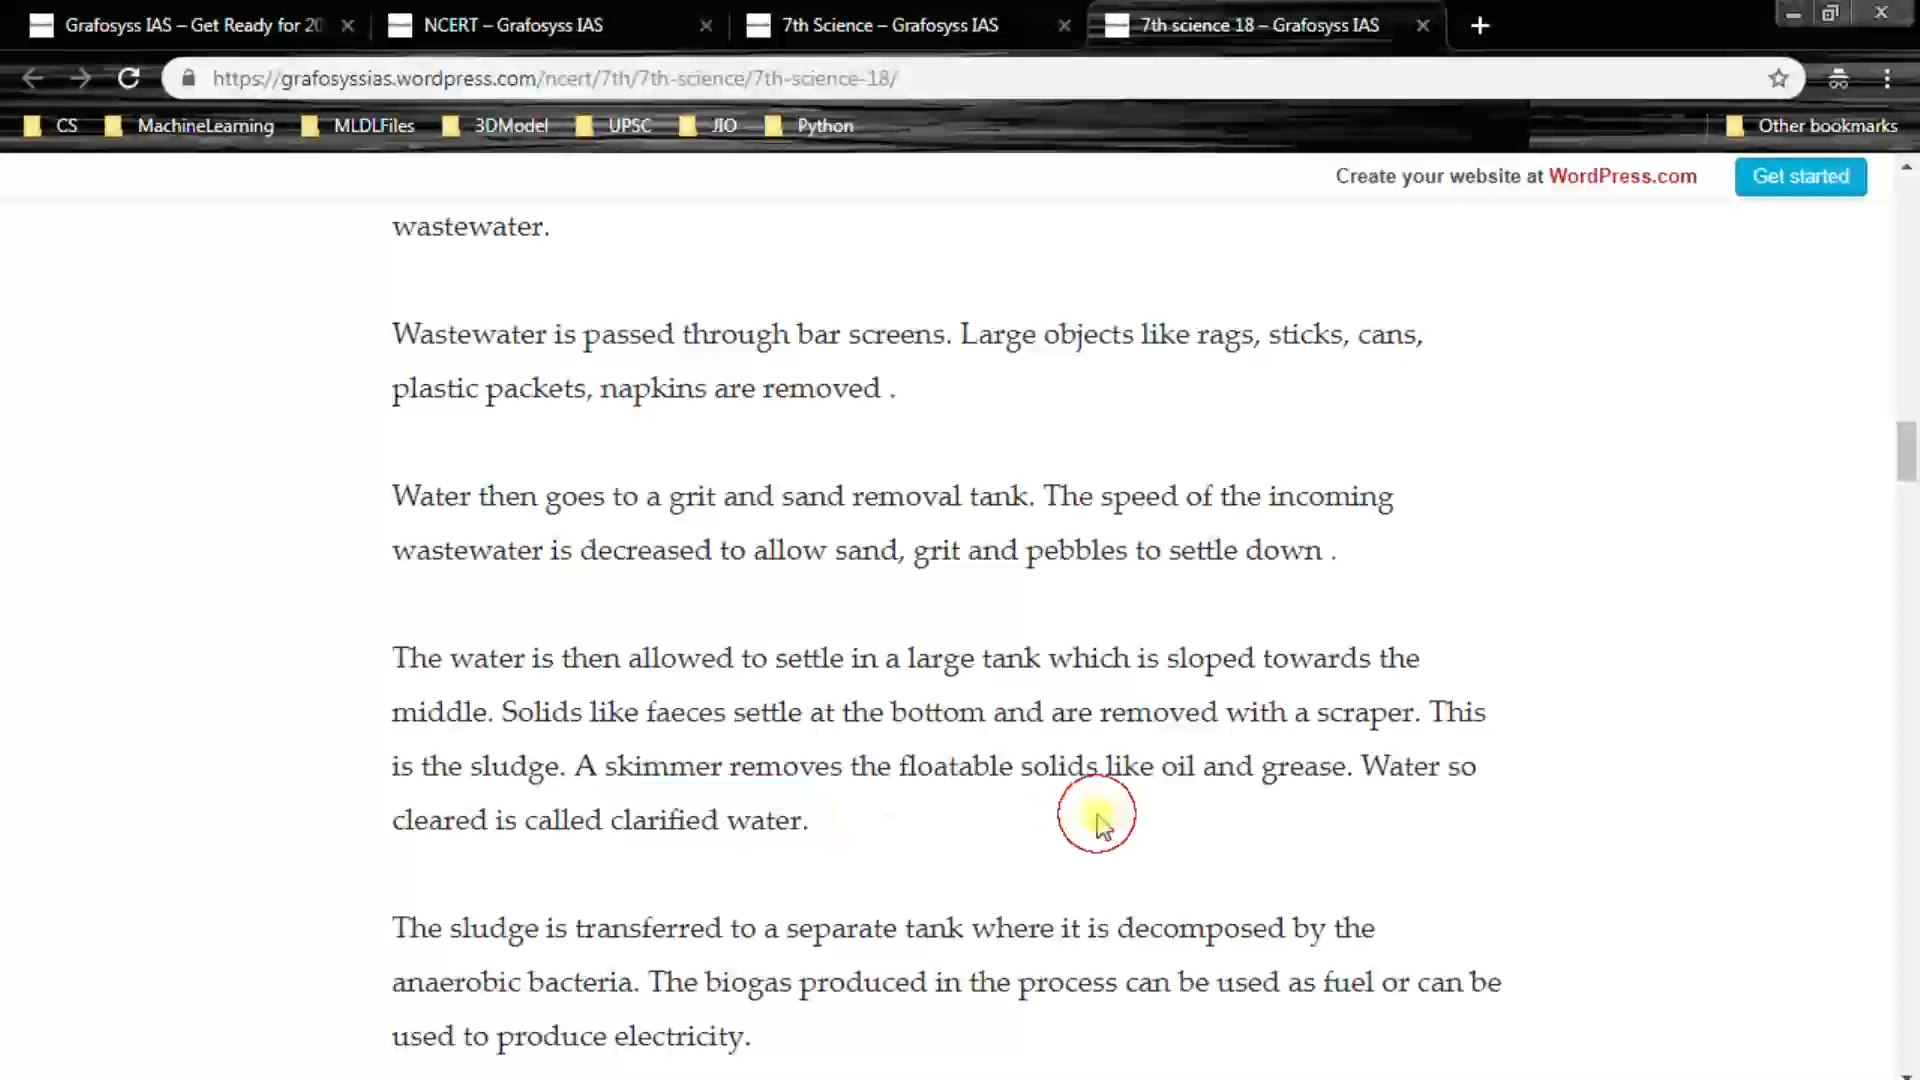 Grafosyss IAS – Get Ready for 20
NCERT – Grafosyss IAS
7th Science – Grafosyss IAS
7th science 18 – Grafosyss IAS
https://grafosyssias.wordpress.com/ncert/7th/7th-science/7th-science-18/
CS MachineLearning MLDLFiles 3DModel UPSC JIO Python Other bookmarks
Create your website at WordPress.com Get started
wastewater.
Wastewater is passed through bar screens. Large objects like rags, sticks, cans,
plastic packets, napkins are removed .
Water then goes to a grit and sand removal tank. The speed of the incoming
wastewater is decreased to allow sand, grit and pebbles to settle down .
The water is then allowed to settle in a large tank which is sloped towards the
middle. Solids like faeces settle at the bottom and are removed with a scraper. This
is the sludge. A skimmer removes the floatable solids like oil and grease. Water so
cleared is called clarified water.
The sludge is transferred to a separate tank where it is decomposed by the
anaerobic bacteria. The biogas produced in the process can be used as fuel or can be
used to produce electricity.